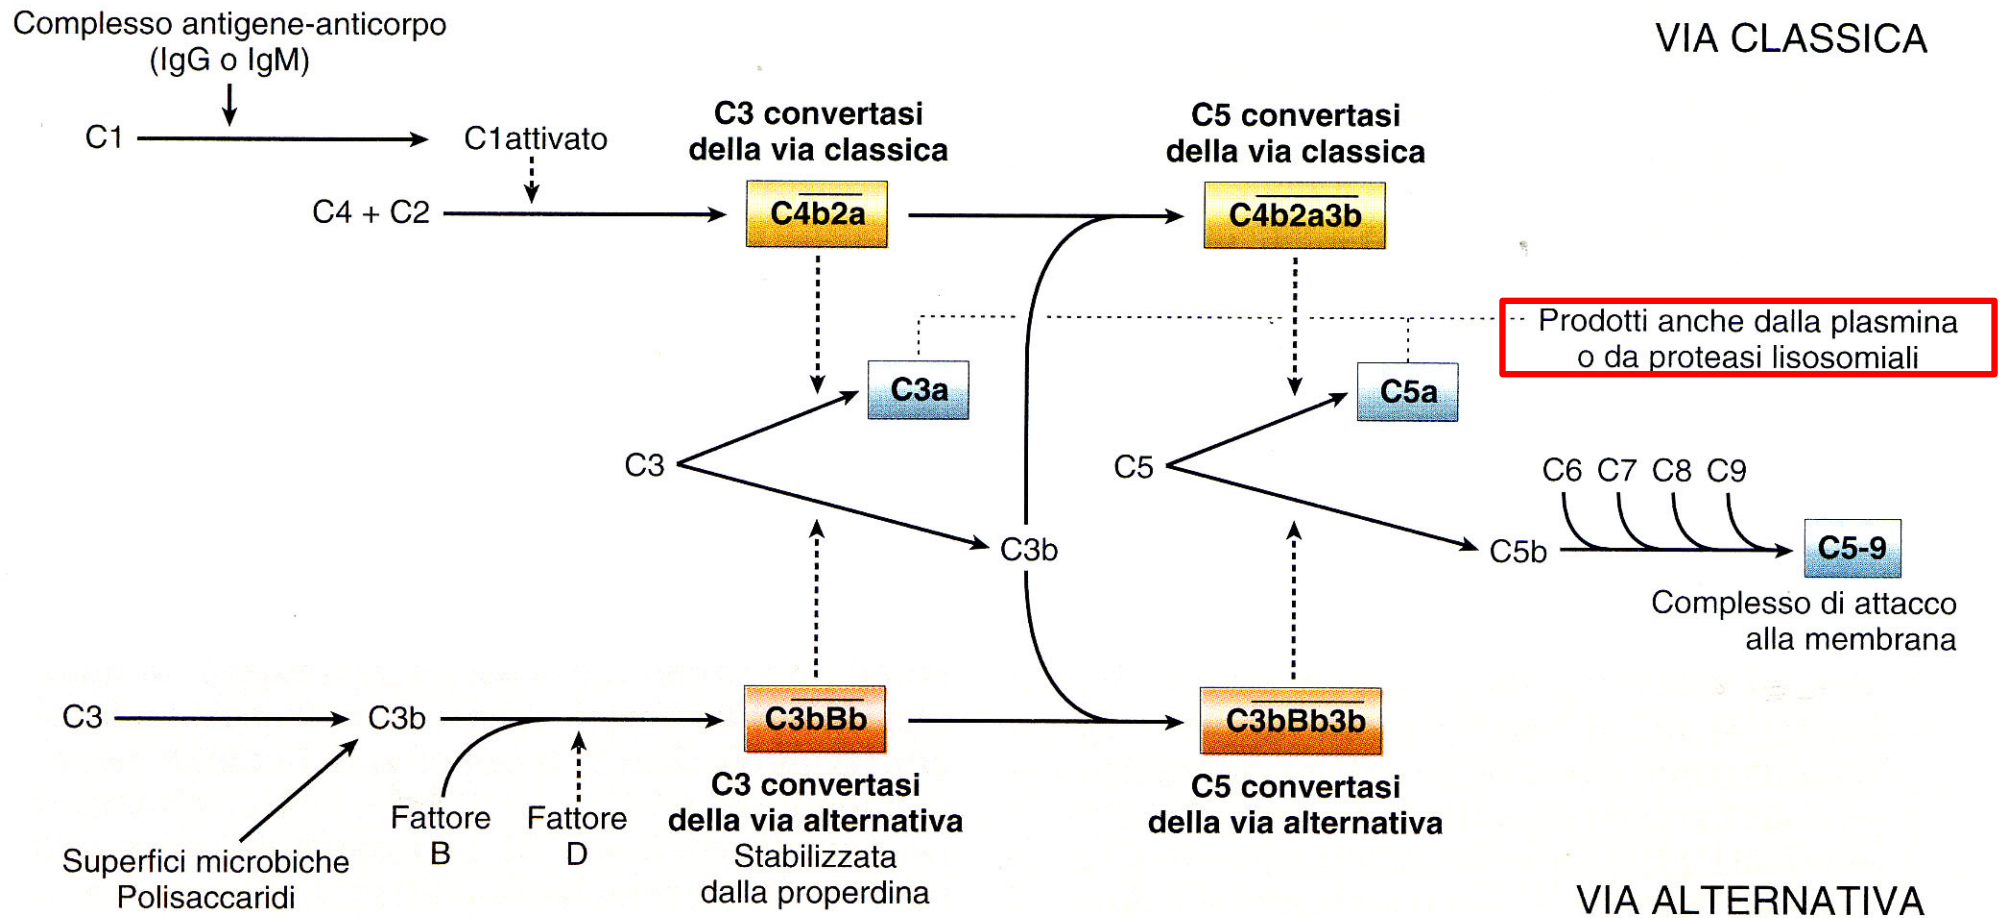 Complesso antigene-anticorpo
(IgG o IgM)
VIA CLASSICA
C1
C1attivato
C3 convertasi
della via classica
C5 convertasi
della via classica
C4 + C2
C4b2a
C4b2a3b
Prodotti anche dalla plasmina
o da proteasi lisosomiali
C3a
C5a
C3
C5
C6 C7 C8 C9
C3b
C5b
C5-9
Complesso di attacco
alla membrana
C3
C3b
C3bBb
C3bBb3b
C3 convertasi
della via alternativa
Stabilizzata
dalla properdina
C5 convertasi
della via alternativa
Fattore
B
Fattore
D
Superfici microbiche
Polisaccaridi
VIA ALTERNATIVA